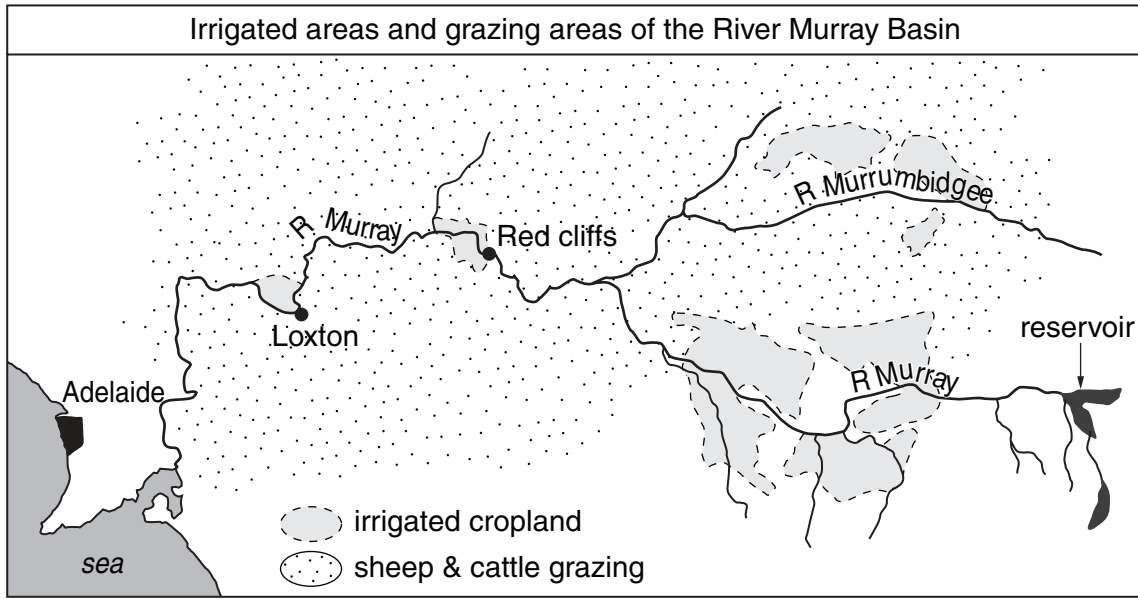 Irrigated areas and grazing areas of the River Murray Basin
R Murrumbidgee
R Murray
Red cliffs
Loxton
reservoir
R Murray
Adelaide
irrigated cropland
sheep & cattle grazing
sea